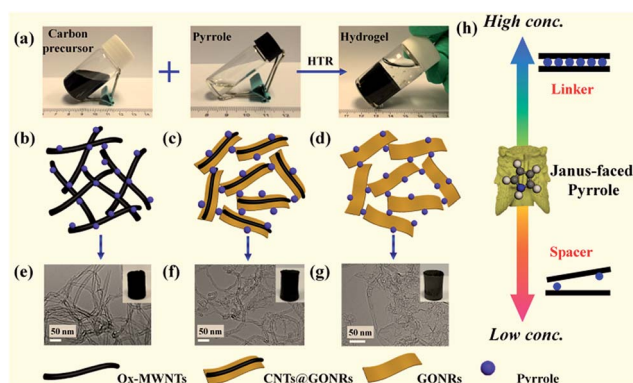 (a)
Carbon
precursor
Pyrrole
HTR
Hydrogel
(b)
(c)
(d)
(e)
50 nm
(f)
50 nm
(g)
50 nm
(h)
High conc.
Linker
Janus-faced
Pyrrole
Spacer
Low conc.
Ox-MWNTs
CNTs@GONRs
GONRs
Pyrrole